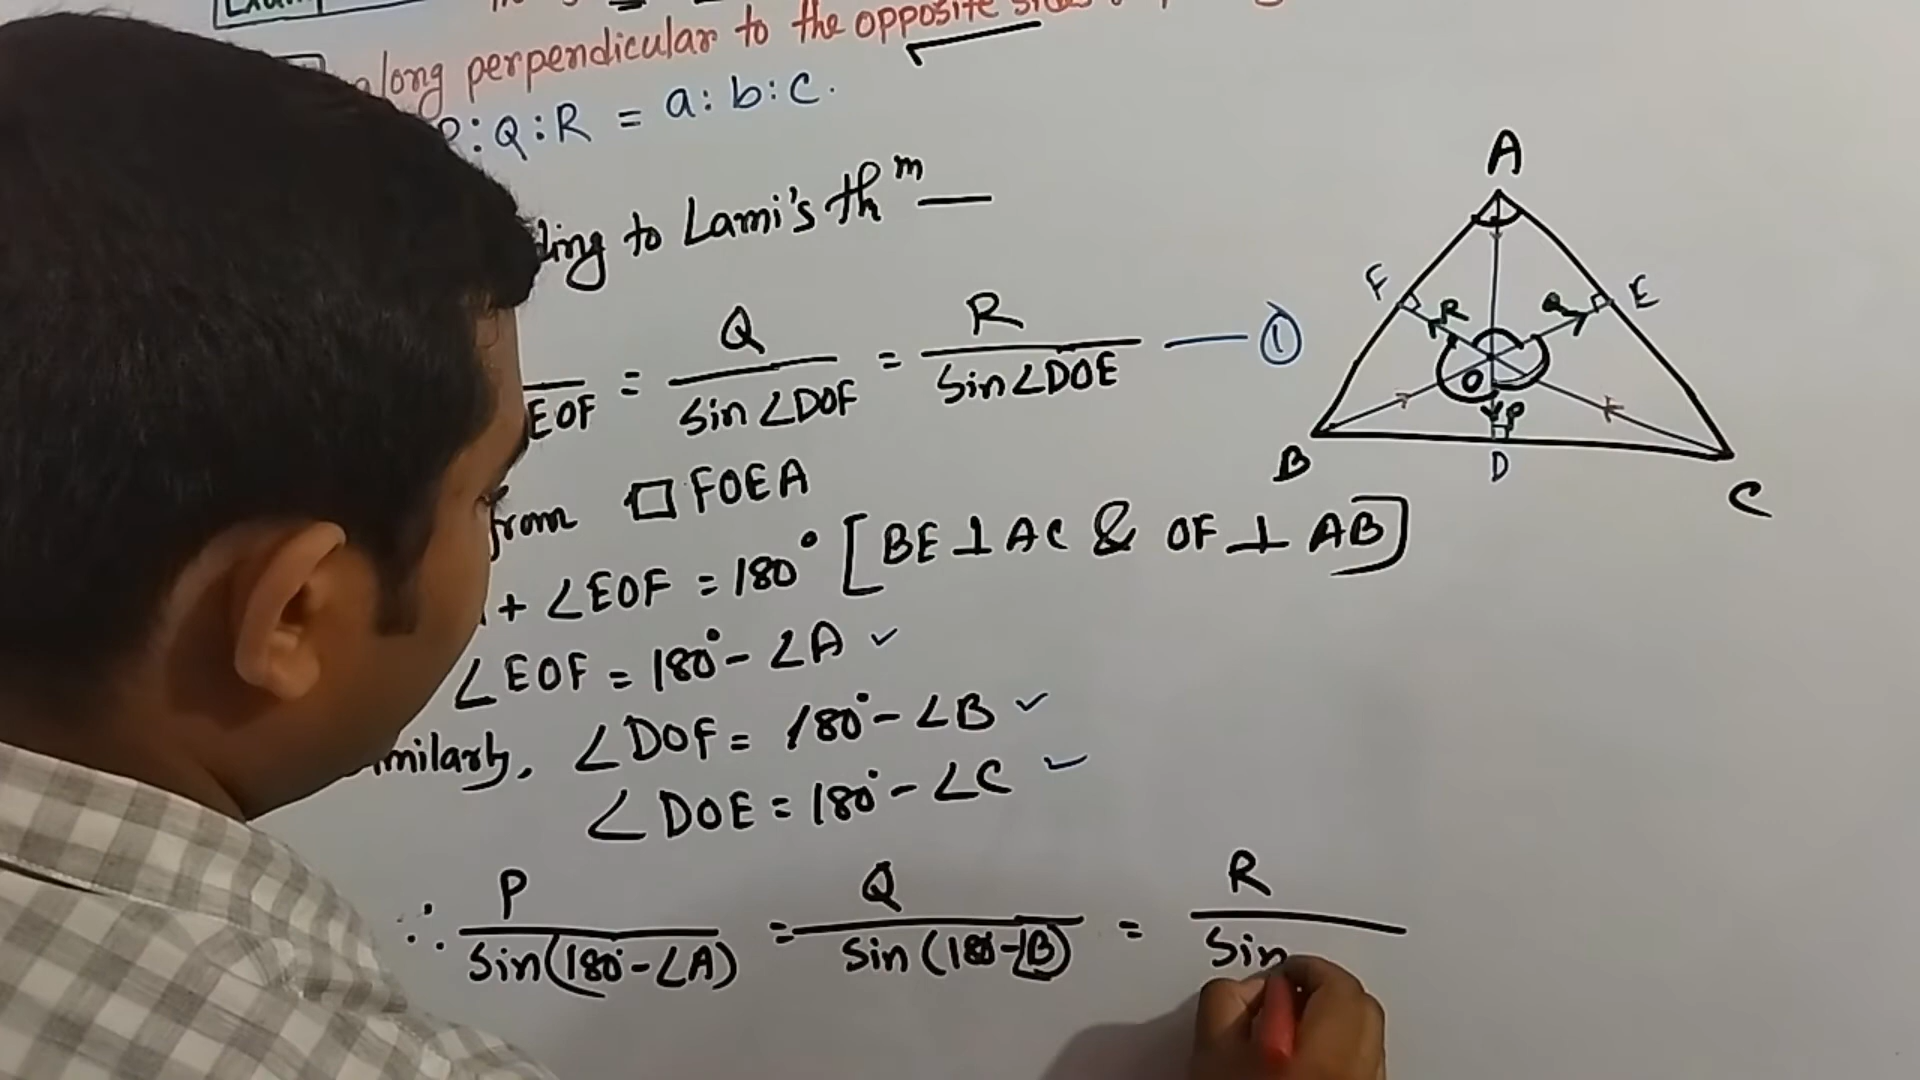 along perpendicular to the opposite
:Q:R = a:b:c.
to Lami's thm —
EOF = Q / Sin∠DOF = R / Sin∠DOE — ①
from □ FOEA
+ ∠EOF = 180° [BE⊥AC & OF⊥AB]
∠EOF = 180° - ∠A ✓
∠DOF = 180° - ∠B ✓
∠DOE = 180° - ∠C ✓
∴ P / Sin(180° - ∠A) = Q / Sin(180° - ∠B) = R / Sin
A
F
R
Q
E
O
P
B
D
C